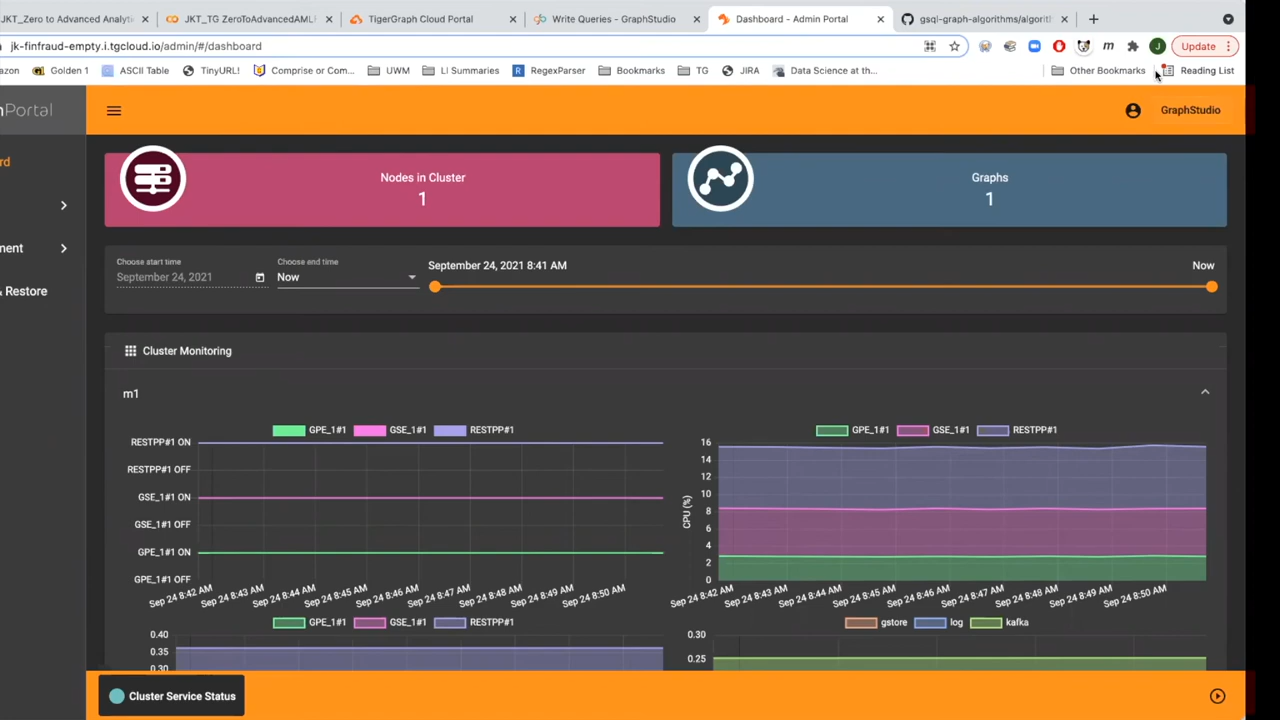 JKT_Zero to Advanced Analyti
JKT_TG ZeroToAdvancedAMLF
TigerGraph Cloud Portal
Write Queries - GraphStudio
Dashboard - Admin Portal
gsql-graph-algorithms/algorith
jk-finfraud-empty.i.tgcloud.io/admin/#/dashboard
J
Update
azon
Golden 1
ASCII Table
TinyURL!
Comprise or Com...
UWM
LI Summaries
R
RegexParser
Bookmarks
TG
JIRA
Data Science at th...
Other Bookmarks
Reading List
nPortal
GraphStudio
rd
Nodes in Cluster
1
Graphs
1
ment
& Restore
Choose start time
September 24, 2021
Choose end time
Now
September 24, 2021 8:41 AM
Now
Cluster Monitoring
m1
GPE_1#1 GSE_1#1 RESTPP#1
RESTPP#1 ON
RESTPP#1 OFF
GSE_1#1 ON
GSE_1#1 OFF
GPE_1#1 ON
GPE_1#1 OFF
Sep 24 8:42 AM Sep 24 8:43 AM Sep 24 8:44 AM Sep 24 8:45 AM Sep 24 8:46 AM Sep 24 8:47 AM Sep 24 8:48 AM Sep 24 8:49 AM Sep 24 8:50 AM
GPE_1#1 GSE_1#1 RESTPP#1
CPU (%)
16
14
12
10
8
6
4
2
0
Sep 24 8:42 AM Sep 24 8:43 AM Sep 24 8:44 AM Sep 24 8:45 AM Sep 24 8:46 AM Sep 24 8:47 AM Sep 24 8:48 AM Sep 24 8:49 AM Sep 24 8:50 AM
GPE_1#1 GSE_1#1 RESTPP#1
0.40
0.35
0.30
gstore log kafka
0.30
0.25
Cluster Service Status